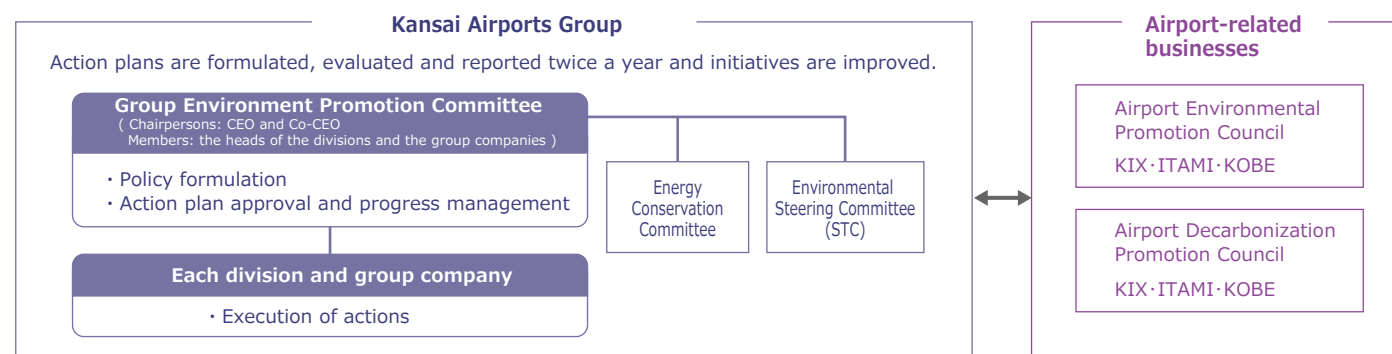 Kansai Airports Group
Action plans are formulated, evaluated and reported twice a year and initiatives are improved.
Group Environment Promotion Committee
( Chairpersons: CEO and Co-CEO
Members: the heads of the divisions and the group companies )
・Policy formulation
・Action plan approval and progress management
Energy
Conservation
Committee
Environmental
Steering Committee
(STC)
Each division and group company
・Execution of actions
Airport-related
businesses
Airport Environmental
Promotion Council
KIX・ITAMI・KOBE
Airport Decarbonization
Promotion Council
KIX・ITAMI・KOBE